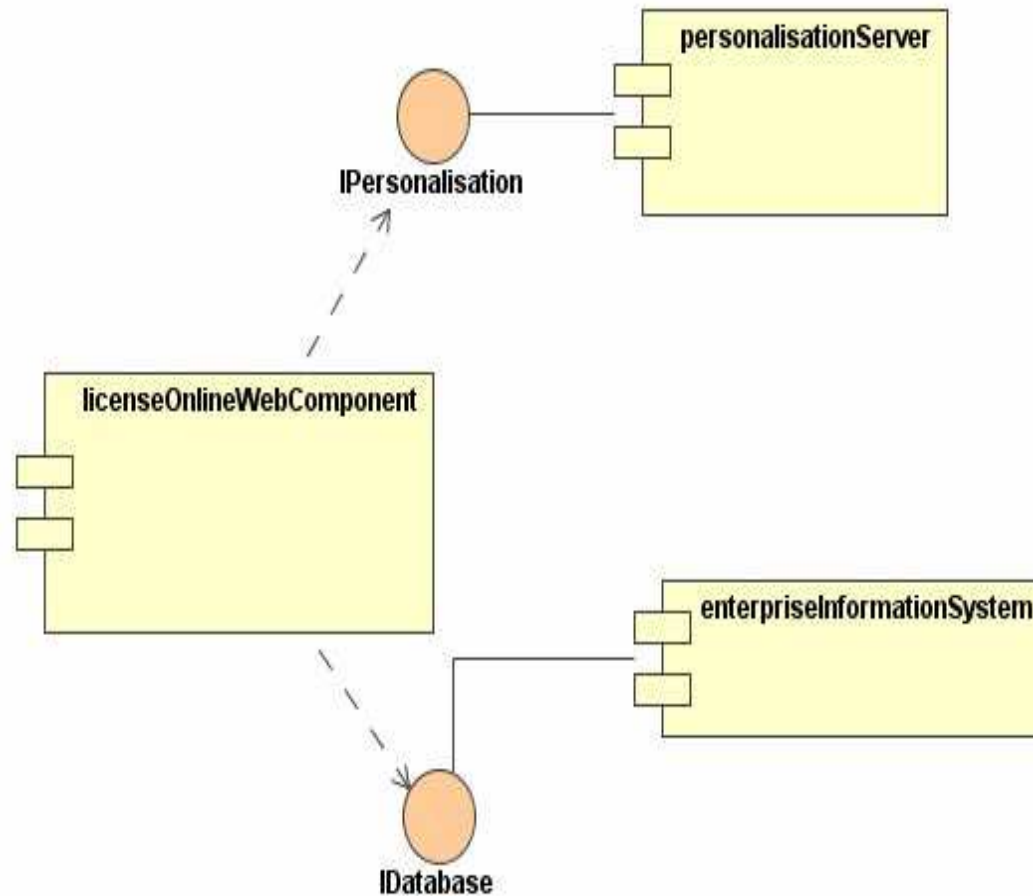 personalisationServer
IPersonalisation
licenseOnlineWebComponent
enterpriseInformationSystem
IDatabase